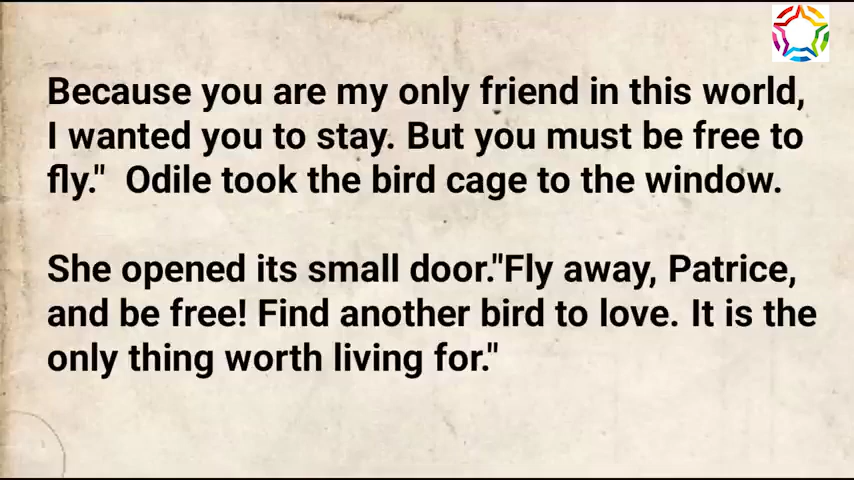 Because you are my only friend in this world,
I wanted you to stay. But you must be free to
fly."  Odile took the bird cage to the window.
She opened its small door."Fly away, Patrice,
and be free! Find another bird to love. It is the
only thing worth living for."